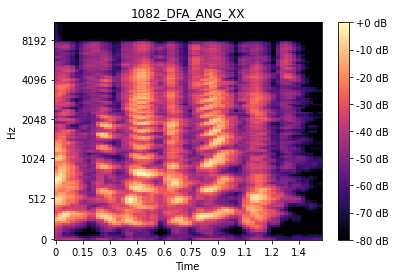 1082_DFA_ANG_XX
8192
4096
2048
1024
512
0
Hz
0 0.15 0.3 0.45 0.6 0.75 0.9 1.1 1.2 1.4
Time
+0 dB
-10 dB
-20 dB
-30 dB
-40 dB
-50 dB
-60 dB
-70 dB
-80 dB